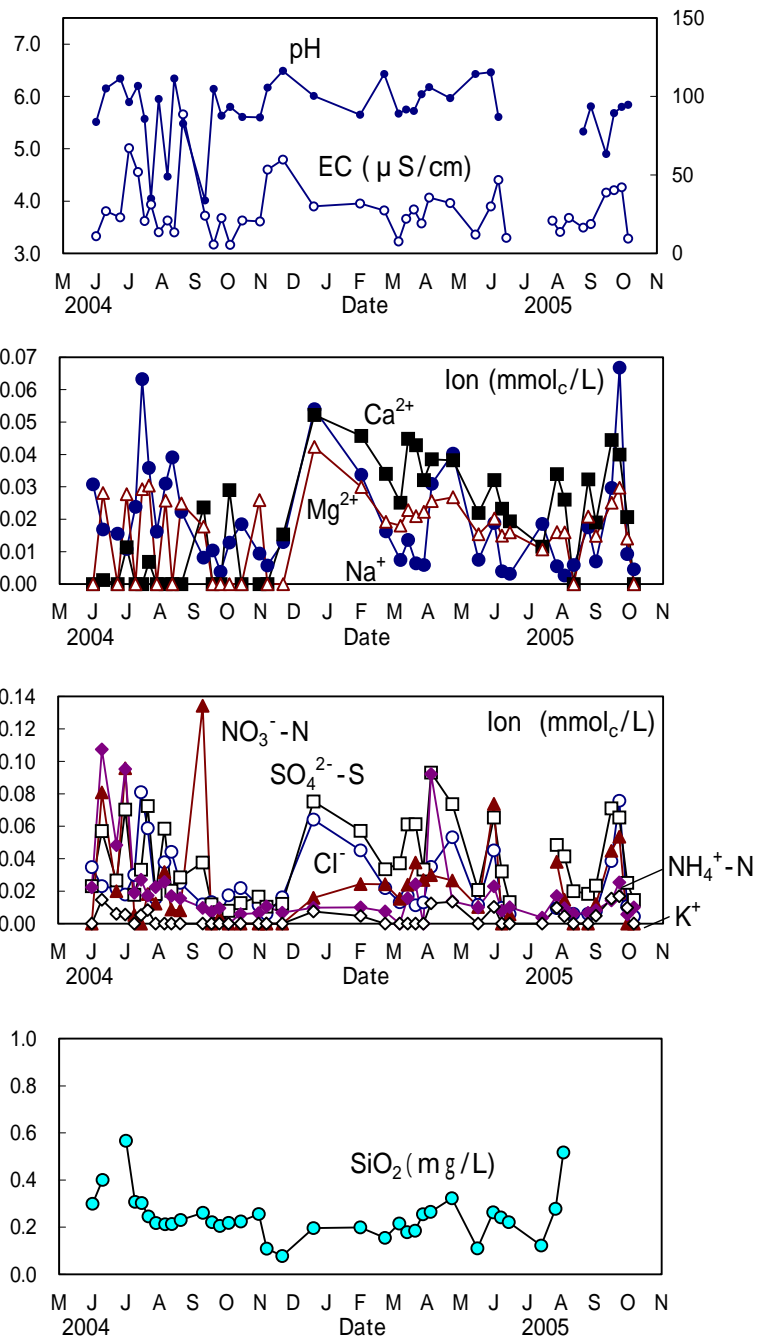 7.0
6.0
5.0
4.0
3.0
150
100
50
0
pH
EC ( μ S/cm)
M J J A S O N D J F M A M J J A S O N
2004 Date 2005
0.07
0.06
0.05
0.04
0.03
0.02
0.01
0.00
Ion (mmol_c/L)
Ca²⁺
Mg²⁺
Na⁺
M J J A S O N D J F M A M J J A S O N
2004 Date 2005
0.14
0.12
0.10
0.08
0.06
0.04
0.02
0.00
NO₃⁻-N
Ion (mmol_c/L)
SO₄²⁻-S
Cl⁻
NH₄⁺-N
K⁺
M J J A S O N D J F M A M J J A S O N
2004 Date 2005
1.0
0.8
0.6
0.4
0.2
0.0
SiO₂(mg/L)
M J J A S O N D J F M A M J J A S O N
2004 Date 2005